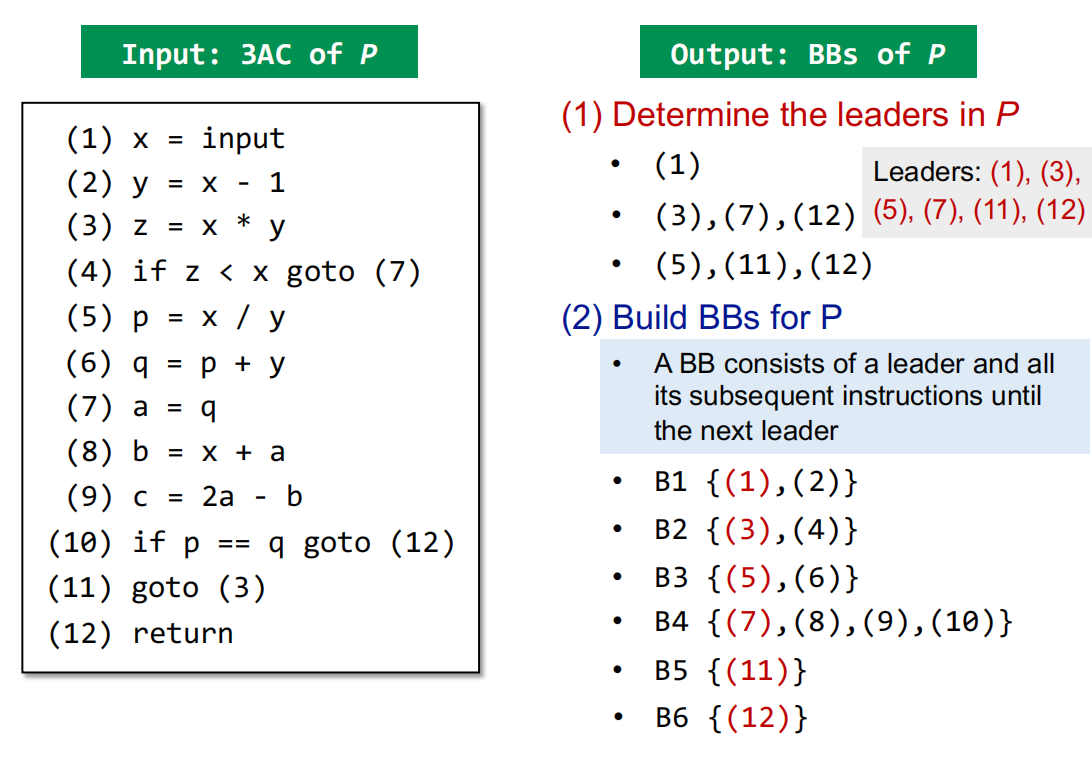 Input: 3AC of P
(1) x = input
(2) y = x - 1
(3) z = x * y
(4) if z < x goto (7)
(5) p = x / y
(6) q = p + y
(7) a = q
(8) b = x + a
(9) c = 2a - b
(10) if p == q goto (12)
(11) goto (3)
(12) return
Output: BBs of P
(1) Determine the leaders in P
• (1)
• (3),(7),(12)
• (5),(11),(12)
Leaders: (1), (3),
(5), (7), (11), (12)
(2) Build BBs for P
• A BB consists of a leader and all
its subsequent instructions until
the next leader
• B1 {(1),(2)}
• B2 {(3),(4)}
• B3 {(5),(6)}
• B4 {(7),(8),(9),(10)}
• B5 {(11)}
• B6 {(12)}